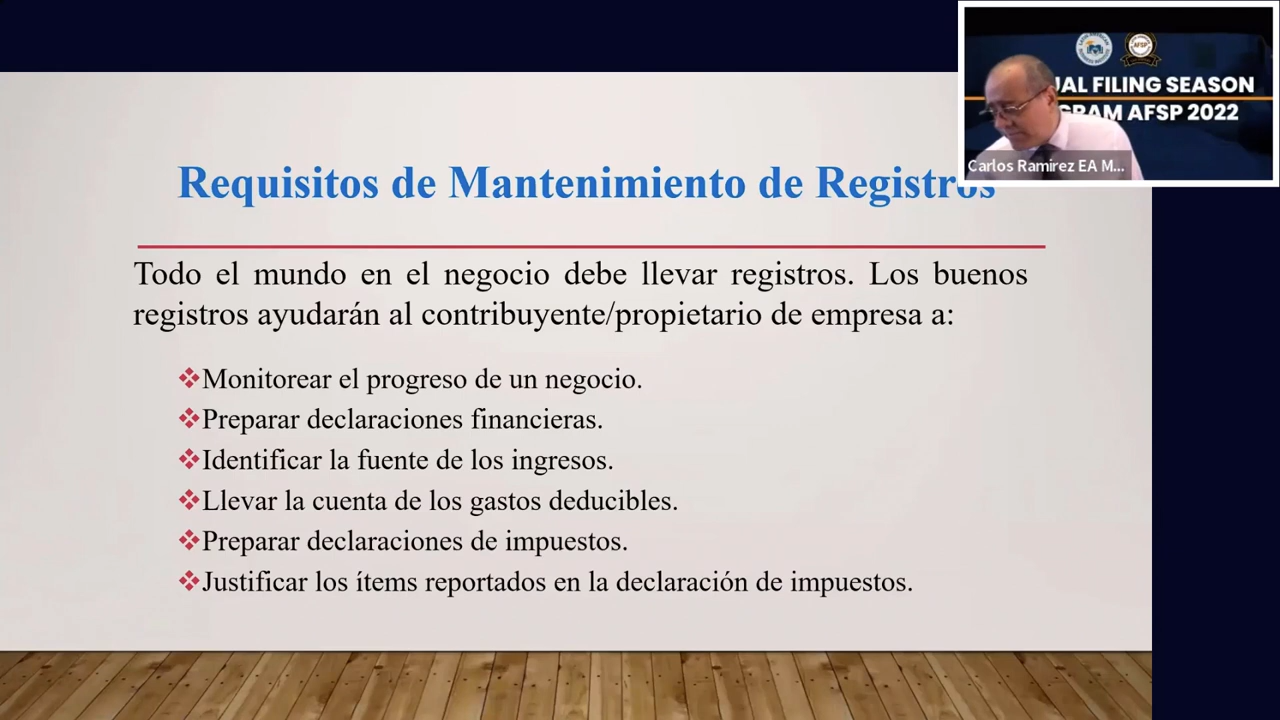 UAL FILING SEASON
GRAM AFSP 2022
AFSP
Carlos Ramirez EA M...
Requisitos de Mantenimiento de Registros
Todo el mundo en el negocio debe llevar registros. Los buenos
registros ayudarán al contribuyente/propietario de empresa a:
❖Monitorear el progreso de un negocio.
❖Preparar declaraciones financieras.
❖Identificar la fuente de los ingresos.
❖Llevar la cuenta de los gastos deducibles.
❖Preparar declaraciones de impuestos.
❖Justificar los ítems reportados en la declaración de impuestos.